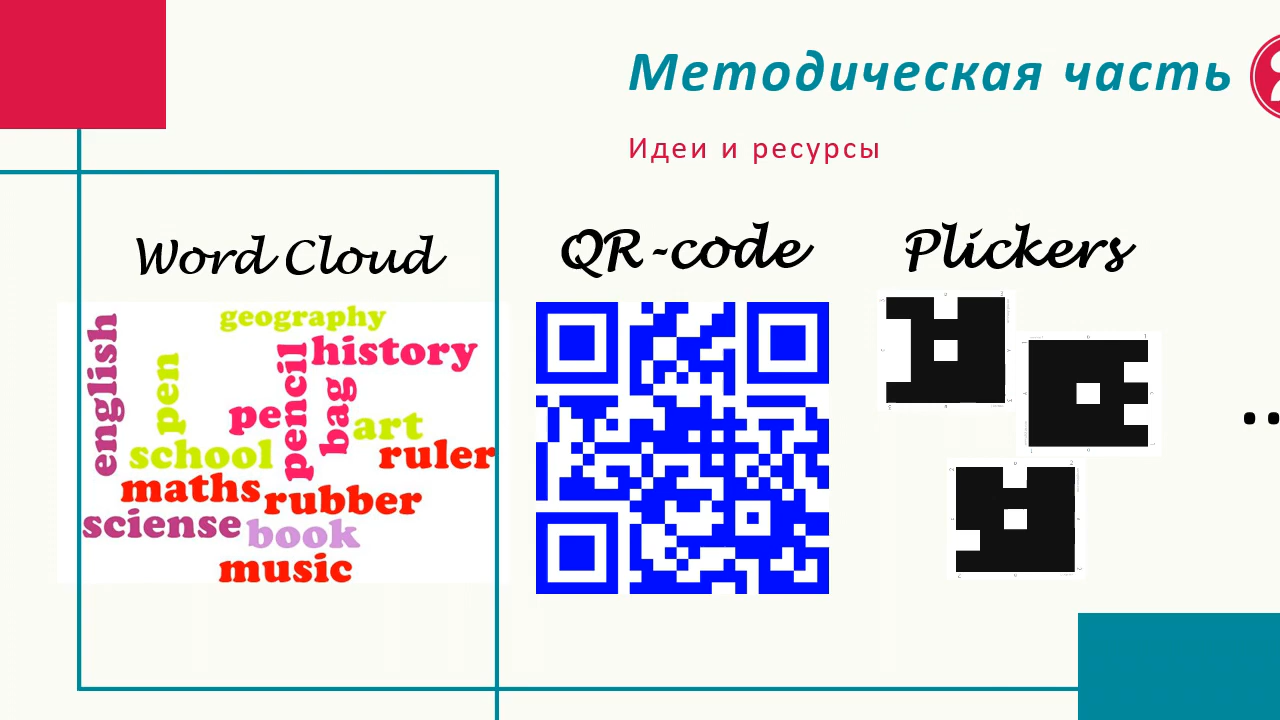 Методическая часть
Идеи и ресурсы
Word Cloud
QR-code
Plickers
geography
english
history
pen
pencil
pe
bag
art
school
ruler
maths
rubber
sciense
book
music
..